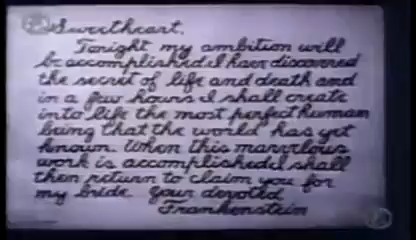 Sweetheart,
Tonight my ambition will
be accomplished. I have discovered
the secret of life and death and
in a few hours I shall create
into life the most perfect human
being that the world has yet
known. When this marvelous
work is accomplished I shall
then return to claim you for
my bride. Your devoted
Frankenstein